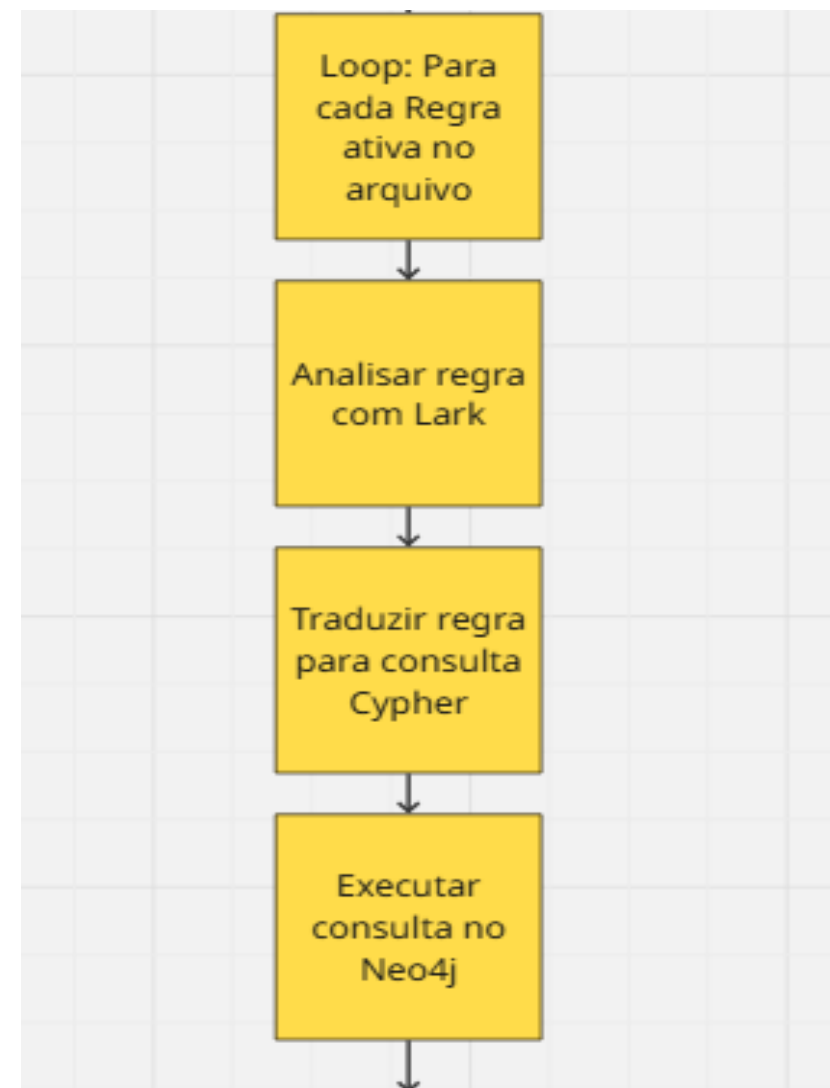 Loop: Para
cada Regra
ativa no
arquivo
Analisar regra
com Lark
Traduzir regra
para consulta
Cypher
Executar
consulta no
Neo4j